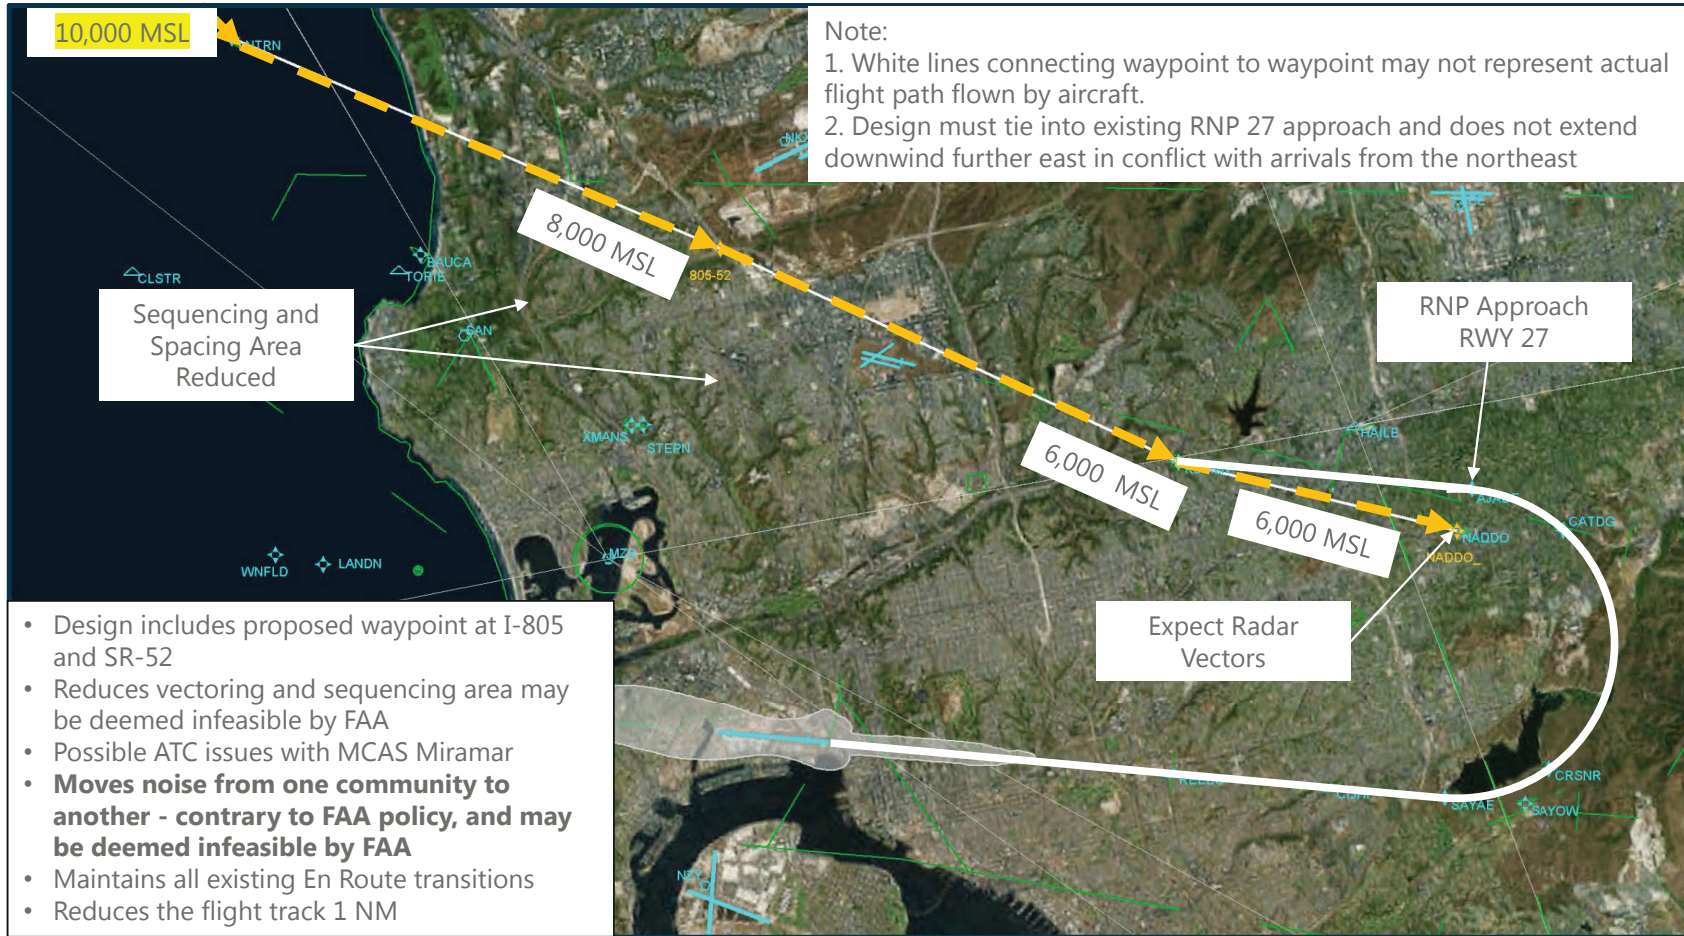 10,000 MSL
Note:
1. White lines connecting waypoint to waypoint may not represent actual
flight path flown by aircraft.
2. Design must tie into existing RNP 27 approach and does not extend
downwind further east in conflict with arrivals from the northeast
8,000 MSL
805-52
BAUCA
TORIE
CLSTR
Sequencing and
Spacing Area
Reduced
SAN
RNP Approach
RWY 27
XMANS
STEPN
HAILE
6,000 MSL
6,000 MSL
CATDG
NADDO
NADDO_
MZB
WNFLD
LANDN
Expect Radar
Vectors
• Design includes proposed waypoint at I-805
and SR-52
• Reduces vectoring and sequencing area may
be deemed infeasible by FAA
• Possible ATC issues with MCAS Miramar
• Moves noise from one community to
another - contrary to FAA policy, and may
be deemed infeasible by FAA
• Maintains all existing En Route transitions
• Reduces the flight track 1 NM
CRSNR
SAYAE
SAYOW
NZY